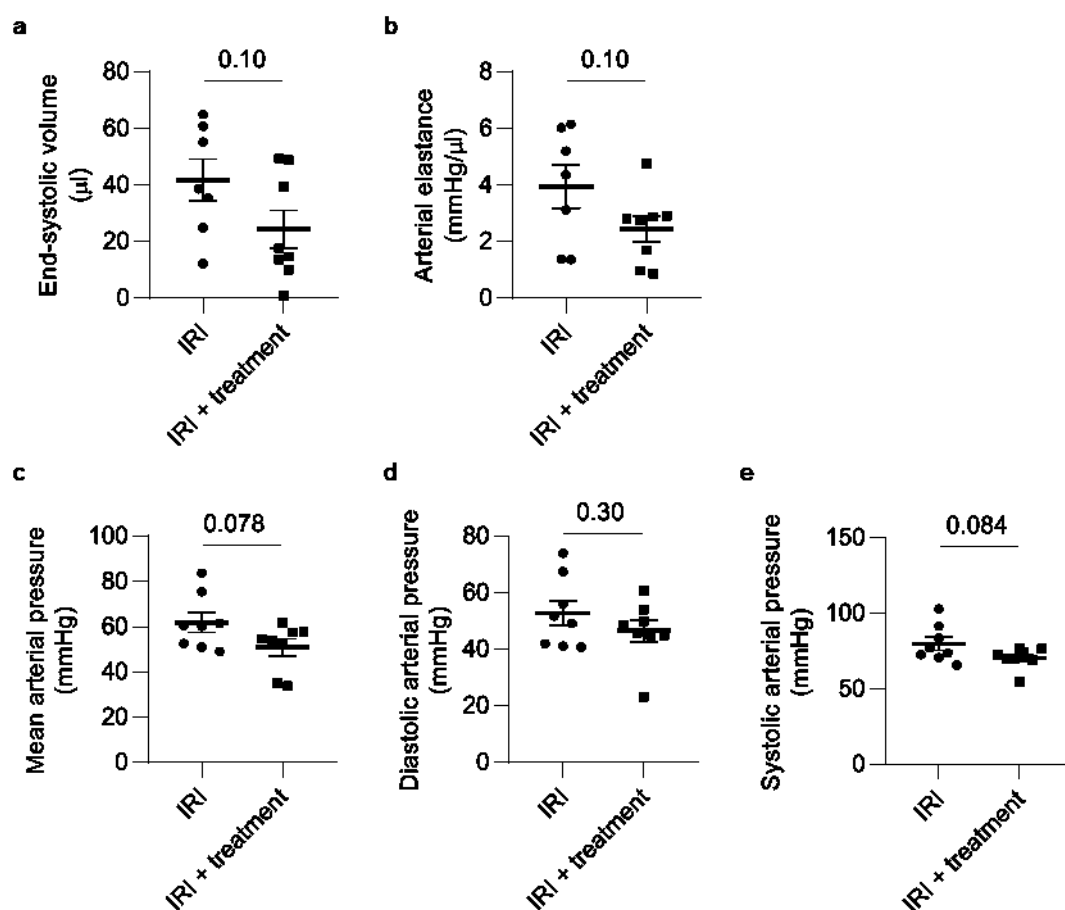 a
0.10
End-systolic volume
(µl)
80
60
40
20
0
IRI
IRI + treatment
b
0.10
Arterial elastance
(mmHg/µl)
8
6
4
2
0
IRI
IRI + treatment
c
0.078
Mean arterial pressure
(mmHg)
100
80
60
40
20
0
IRI
IRI + treatment
d
0.30
Diastolic arterial pressure
(mmHg)
80
60
40
20
0
IRI
IRI + treatment
e
0.084
Systolic arterial pressure
(mmHg)
150
100
50
0
IRI
IRI + treatment